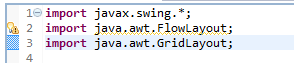 1 import javax.swing.*;
2 import java.awt.FlowLayout;
3 import java.awt.GridLayout;
4